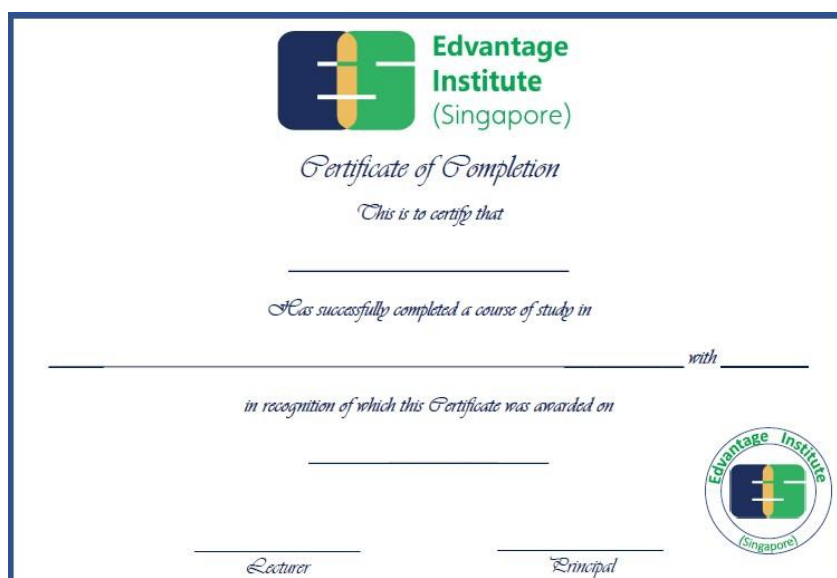 Edvantage
Institute
(Singapore)
Certificate of Completion
This is to certify that
Has successfully completed a course of study in
with
in recognition of which this Certificate was awarded on
Edvantage Institute
(Singapore)
Lecturer
Principal